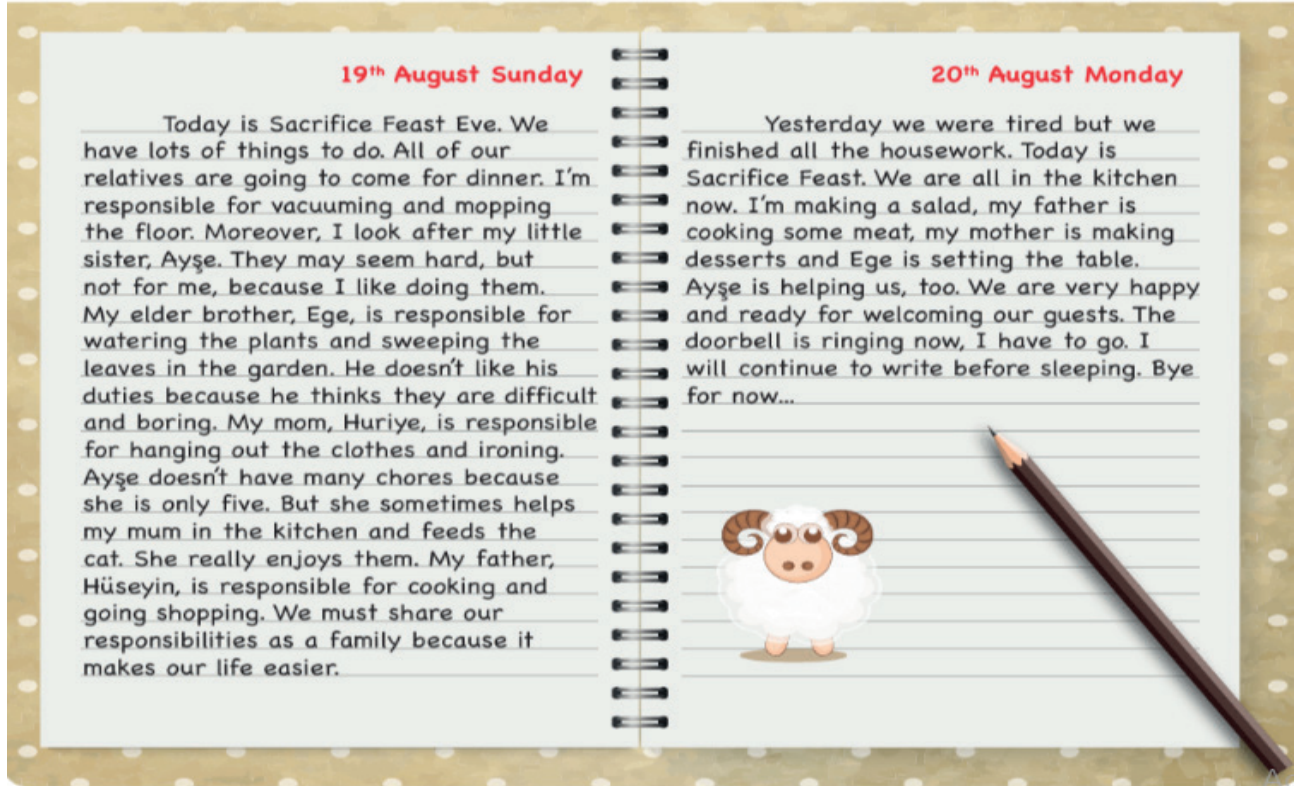 19th August Sunday
Today is Sacrifice Feast Eve. We
have lots of things to do. All of our
relatives are going to come for dinner. I'm
responsible for vacuuming and mopping
the floor. Moreover, I look after my little
sister, Ayşe. They may seem hard, but
not for me, because I like doing them.
My elder brother, Ege, is responsible for
watering the plants and sweeping the
leaves in the garden. He doesn't like his
duties because he thinks they are difficult
and boring. My mom, Huriye, is responsible
for hanging out the clothes and ironing.
Ayşe doesn't have many chores because
she is only five. But she sometimes helps
my mum in the kitchen and feeds the
cat. She really enjoys them. My father,
Hüseyin, is responsible for cooking and
going shopping. We must share our
responsibilities as a family because it
makes our life easier.
20th August Monday
Yesterday we were tired but we
finished all the housework. Today is
Sacrifice Feast. We are all in the kitchen
now. I'm making a salad, my father is
cooking some meat, my mother is making
desserts and Ege is setting the table.
Ayşe is helping us, too. We are very happy
and ready for welcoming our guests. The
doorbell is ringing now, I have to go. I
will continue to write before sleeping. Bye
for now...